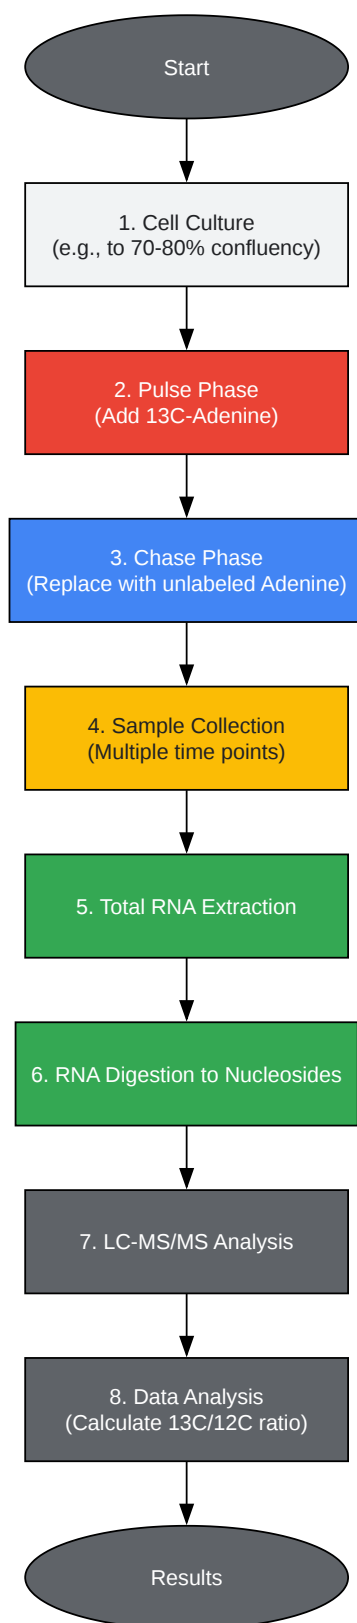 Start
1. Cell Culture
(e.g., to 70-80% confluency)
2. Pulse Phase
(Add 13C-Adenine)
3. Chase Phase
(Replace with unlabeled Adenine)
4. Sample Collection
(Multiple time points)
5. Total RNA Extraction
6. RNA Digestion to Nucleosides
7. LC-MS/MS Analysis
8. Data Analysis
(Calculate 13C/12C ratio)
Results